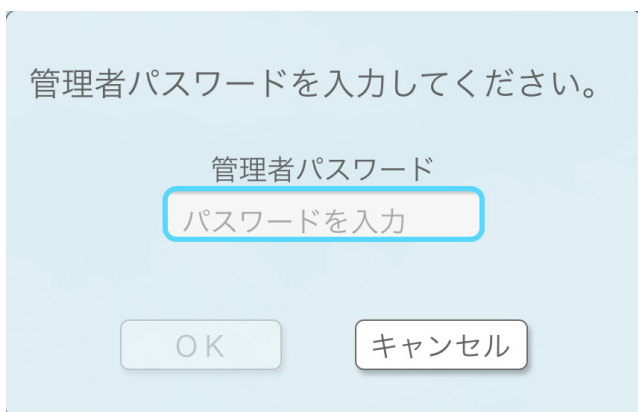 管理者パスワードを入力してください。
管理者パスワード
パスワードを入力
ＯＫ
キャンセル